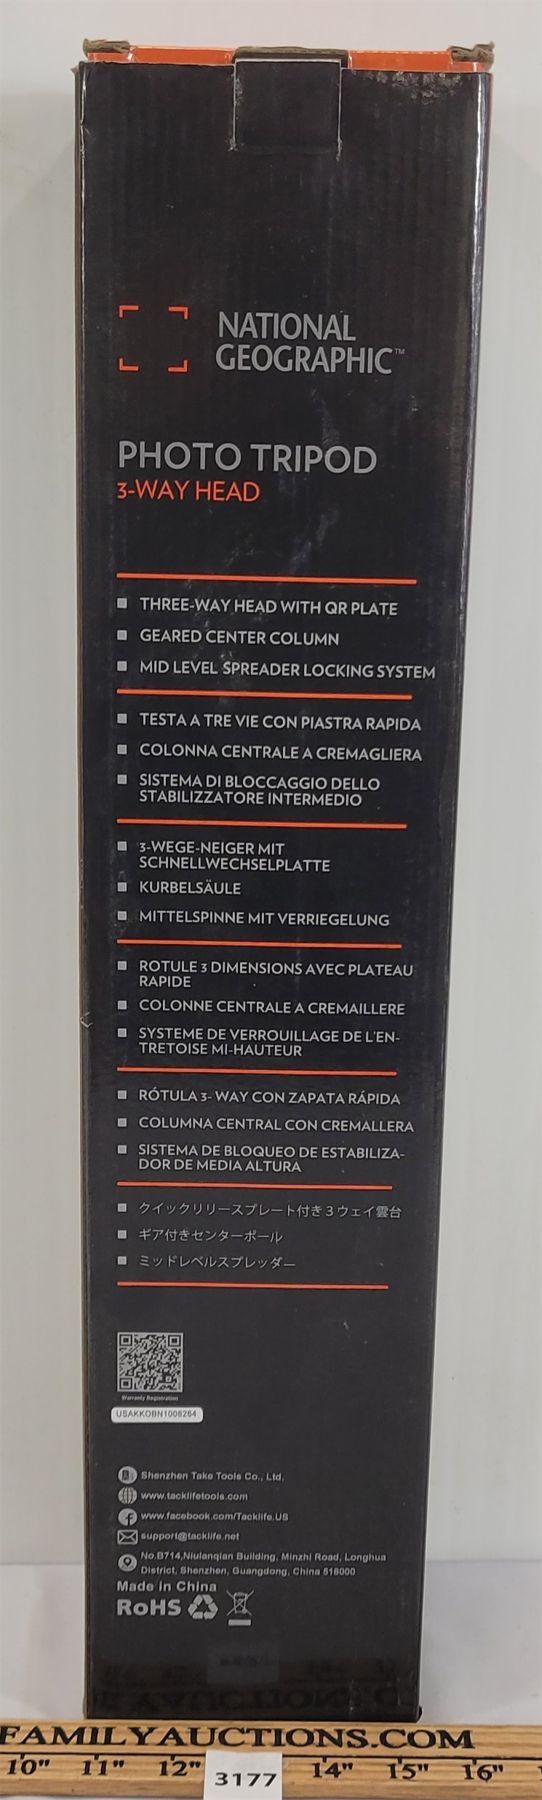 NATIONAL
GEOGRAPHIC™
PHOTO TRIPOD
3-WAY HEAD
THREE-WAY HEAD WITH QR PLATE
GEARED CENTER COLUMN
MID LEVEL SPREADER LOCKING SYSTEM
TESTA A TRE VIE CON PIASTRA RAPIDA
COLONNA CENTRALE A CREMAGLIERA
SISTEMA DI BLOCCAGGIO DELLO
STABILIZZATORE INTERMEDIO
3-WEGE-NEIGER MIT
SCHNELLWECHSELPLATTE
KURBELSÄULE
MITTELSPINNE MIT VERRIEGELUNG
ROTULE 3 DIMENSIONS AVEC PLATEAU
RAPIDE
COLONNE CENTRALE A CREMAILLERE
SYSTEME DE VERROUILLAGE DE L'EN-
TRETOISE MI-HAUTEUR
RÓTULA 3- WAY CON ZAPATA RÁPIDA
COLUMNA CENTRAL CON CREMALLERA
SISTEMA DE BLOQUEO DE ESTABILIZA-
DOR DE MEDIA ALTURA
クイックリリースプレート付き3ウェイ雲台
ギア付きセンターポール
ミッドレベルスプレッダー
Warranty Registration
USAKKOBN1008264
Shenzhen Take Tools Co., Ltd.
www.tacklifetools.com
www.facebook.com/Tacklife.US
support@tacklife.net
No.B714,Niulanqian Building, Minzhi Road, Longhua
District, Shenzhen, Guangdong, China 518000
Made in China
RoHS
FAMILYAUCTIONS.COM
10" 11" 12" 3177 14" 15" 16"